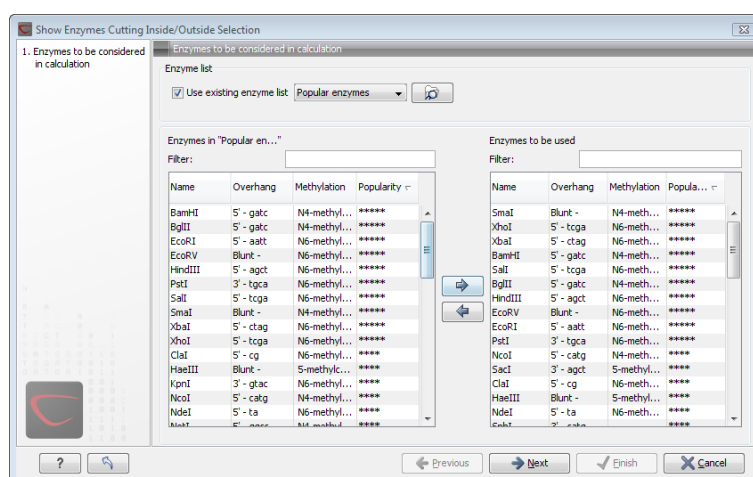 Show Enzymes Cutting Inside/Outside Selection
1. Enzymes to be considered
in calculation
Enzymes to be considered in calculation
Enzyme list
Use existing enzyme list Popular enzymes
Enzymes in "Popular en..." Enzymes to be used
Filter: Filter:
Name Overhang Methylation Popularity Name Overhang Methylation Popula...
BamHI 5' - gatc N4-methyl... ***** SmaI Blunt - N4-meth... *****
BglII 5' - gatc N4-methyl... ***** XhoI 5' - tcga N6-meth... *****
EcoRI 5' - aatt N6-methyl... ***** XbaI 5' - ctag N6-meth... *****
EcoRV Blunt - N6-methyl... ***** BamHI 5' - gatc N4-meth... *****
HindIII 5' - agct N6-methyl... ***** SalI 5' - tcga N6-meth... *****
PstI 3' - tgca N6-methyl... ***** BglII 5' - gatc N4-meth... *****
SalI 5' - tcga N6-methyl... ***** HindIII 5' - agct N6-meth... *****
SmaI Blunt - N4-methyl... ***** EcoRV Blunt - N6-meth... *****
XbaI 5' - ctag N6-methyl... ***** EcoRI 5' - aatt N6-meth... *****
XhoI 5' - tcga N6-methyl... ***** PstI 3' - tgca N6-meth... *****
ClaI 5' - cg N6-methyl... **** NcoI 5' - catg N4-meth... ****
HaeIII Blunt - 5-methylc... **** SacI 3' - agct 5-methyl... ****
KpnI 3' - gtac N6-methyl... **** ClaI 5' - cg N6-meth... ****
NcoI 5' - catg N4-methyl... **** HaeIII Blunt - 5-methyl... ****
NdeI 5' - ta N6-methyl... **** NdeI 5' - ta N6-meth... ****
NotI 5' - ggcc N4-methyl... **** SphI 3' - catg ****
? Previous Next Finish Cancel